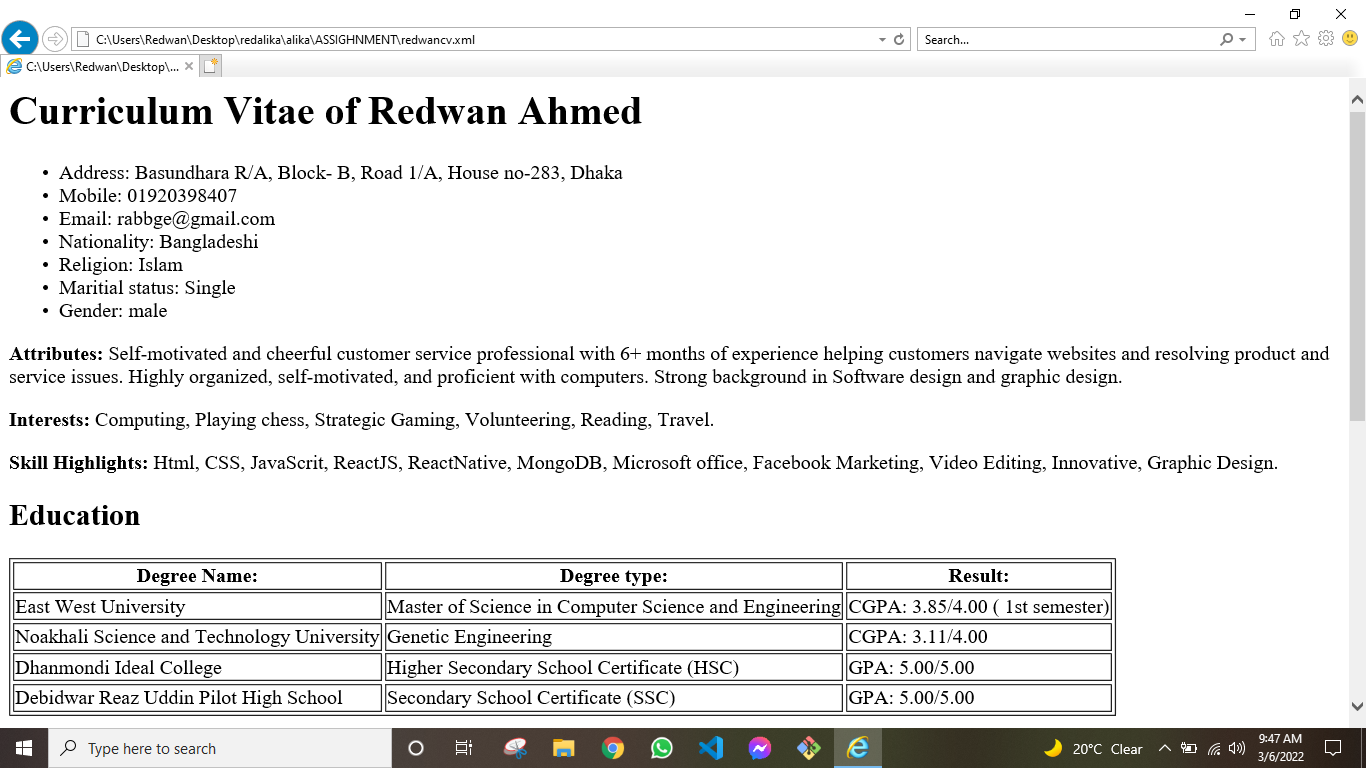 C:\Users\Redwan\Desktop\redalika\alika\ASSIGHNMENT\redwancv.xml
Search...
C:\Users\Redwan\Desktop\...
Curriculum Vitae of Redwan Ahmed
• Address: Basundhara R/A, Block- B, Road 1/A, House no-283, Dhaka
• Mobile: 01920398407
• Email: rabbge@gmail.com
• Nationality: Bangladeshi
• Religion: Islam
• Maritial status: Single
• Gender: male
Attributes: Self-motivated and cheerful customer service professional with 6+ months of experience helping customers navigate websites and resolving product and
service issues. Highly organized, self-motivated, and proficient with computers. Strong background in Software design and graphic design.
Interests: Computing, Playing chess, Strategic Gaming, Volunteering, Reading, Travel.
Skill Highlights: Html, CSS, JavaScrit, ReactJS, ReactNative, MongoDB, Microsoft office, Facebook Marketing, Video Editing, Innovative, Graphic Design.
Education
Degree Name: Degree type: Result:
East West University Master of Science in Computer Science and Engineering CGPA: 3.85/4.00 ( 1st semester)
Noakhali Science and Technology University Genetic Engineering CGPA: 3.11/4.00
Dhanmondi Ideal College Higher Secondary School Certificate (HSC) GPA: 5.00/5.00
Debidwar Reaz Uddin Pilot High School Secondary School Certificate (SSC) GPA: 5.00/5.00
Type here to search
20°C Clear
9:47 AM
3/6/2022